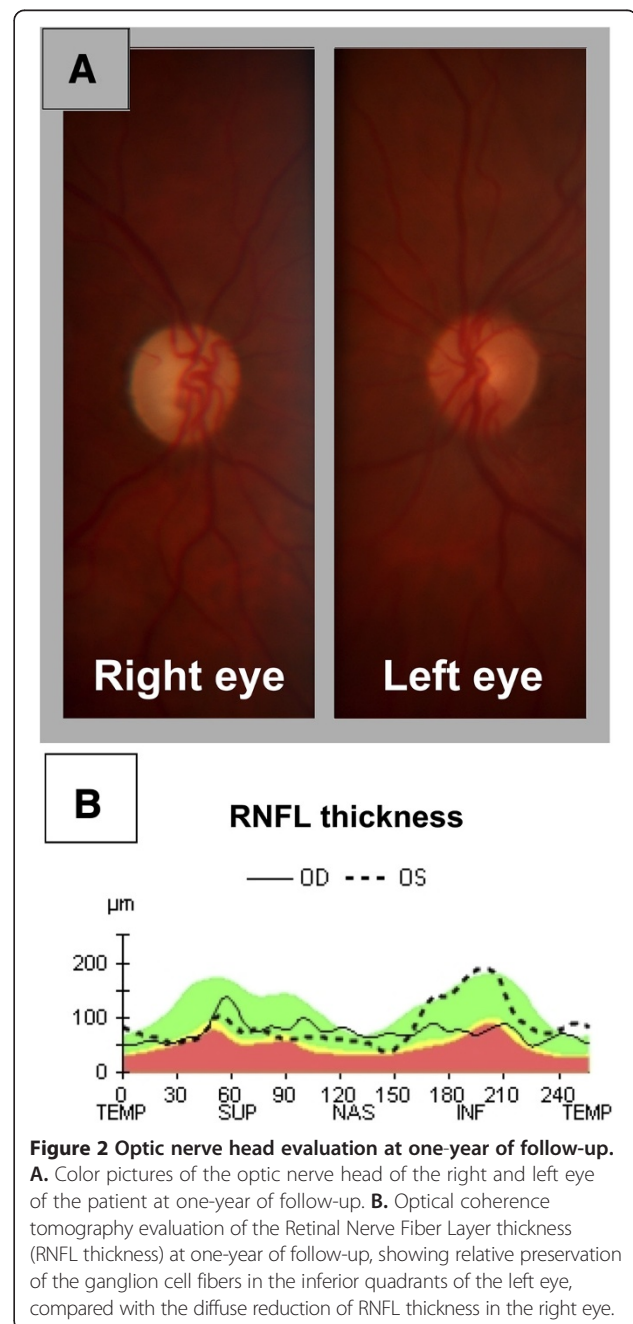 A
Right eye
Left eye
B
RNFL thickness
OD OS
µm
200
100
0
0 30 60 90 120 150 180 210 240
TEMP SUP NAS INF TEMP
Figure 2 Optic nerve head evaluation at one-year of follow-up.
A. Color pictures of the optic nerve head of the right and left eye
of the patient at one-year of follow-up. B. Optical coherence
tomography evaluation of the Retinal Nerve Fiber Layer thickness
(RNFL thickness) at one-year of follow-up, showing relative preservation
of the ganglion cell fibers in the inferior quadrants of the left eye,
compared with the diffuse reduction of RNFL thickness in the right eye.